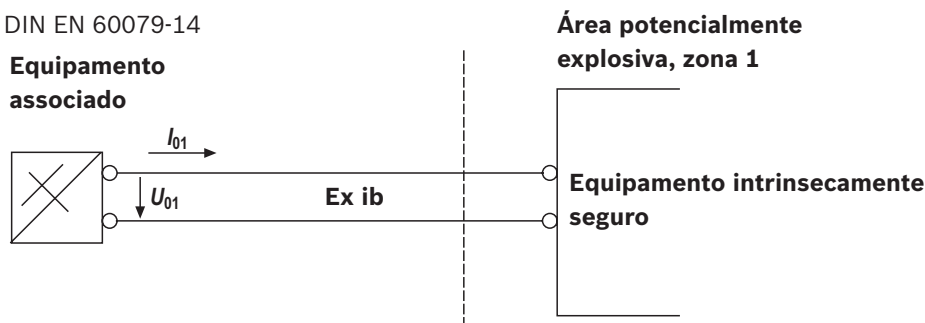 DIN EN 60079-14
Equipamento
associado
Área potencialmente
explosiva, zona 1
I01
U01
Ex ib
Equipamento intrinsecamente
seguro